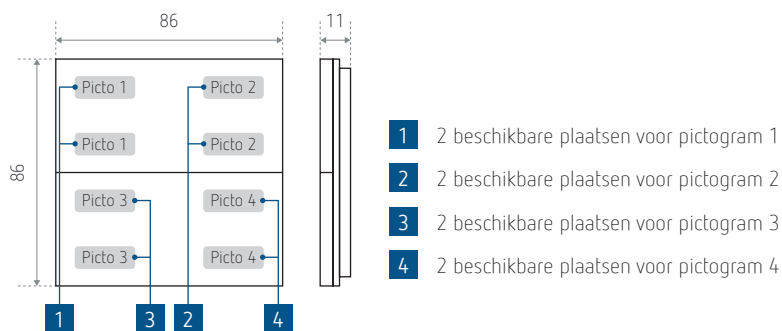 86
11
86
Picto 1
Picto 2
Picto 1
Picto 2
Picto 3
Picto 4
Picto 3
Picto 4
1
3
2
4
1 2 beschikbare plaatsen voor pictogram 1
2 2 beschikbare plaatsen voor pictogram 2
3 2 beschikbare plaatsen voor pictogram 3
4 2 beschikbare plaatsen voor pictogram 4